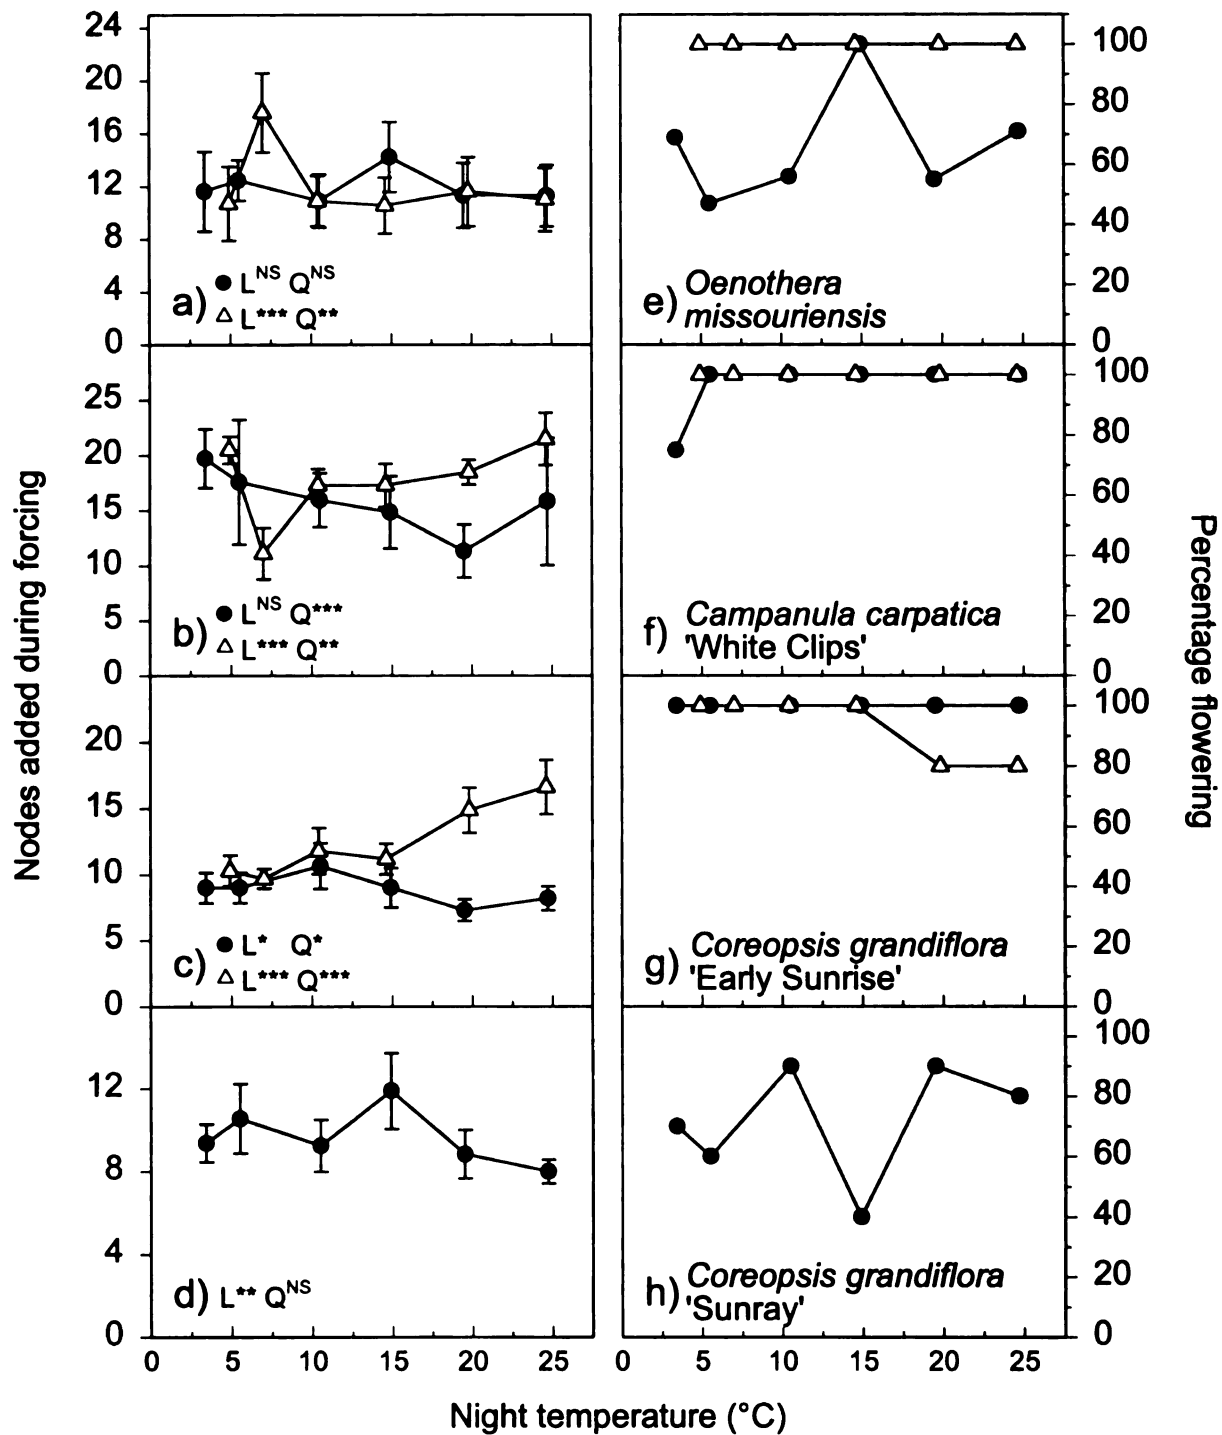 24
20
16
12
8
4
0
a)
● L^NS Q^NS
△ L*** Q**
100
80
60
40
20
0
e) Oenothera
missouriensis
25
20
15
10
5
0
b)
● L^NS Q***
△ L*** Q**
100
80
60
40
20
0
f) Campanula carpatica
'White Clips'
20
15
10
5
0
c)
● L* Q*
△ L*** Q***
100
80
60
40
20
0
g) Coreopsis grandiflora
'Early Sunrise'
12
8
4
0
d) L** Q^NS
100
80
60
40
20
0
h) Coreopsis grandiflora
'Sunray'
0 5 10 15 20 25
0 5 10 15 20 25
Nodes added during forcing
Percentage flowering
Night temperature (°C)